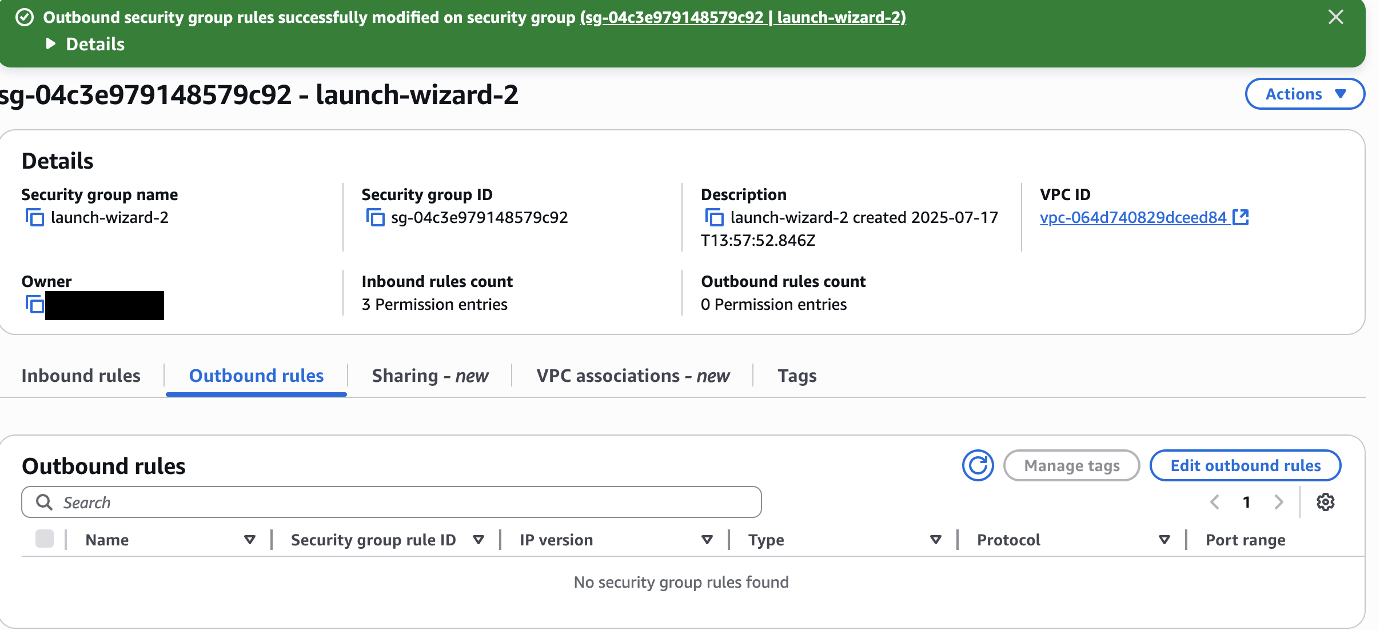 Outbound security group rules successfully modified on security group (sg-04c3e979148579c92 | launch-wizard-2)
Details
sg-04c3e979148579c92 - launch-wizard-2
Actions
Details
Security group name
launch-wizard-2
Security group ID
sg-04c3e979148579c92
Description
launch-wizard-2 created 2025-07-17
T13:57:52.846Z
VPC ID
vpc-064d740829dceed84
Owner
Inbound rules count
3 Permission entries
Outbound rules count
0 Permission entries
Inbound rules
Outbound rules
Sharing - new
VPC associations - new
Tags
Outbound rules
Manage tags
Edit outbound rules
Search
1
Name
Security group rule ID
IP version
Type
Protocol
Port range
No security group rules found